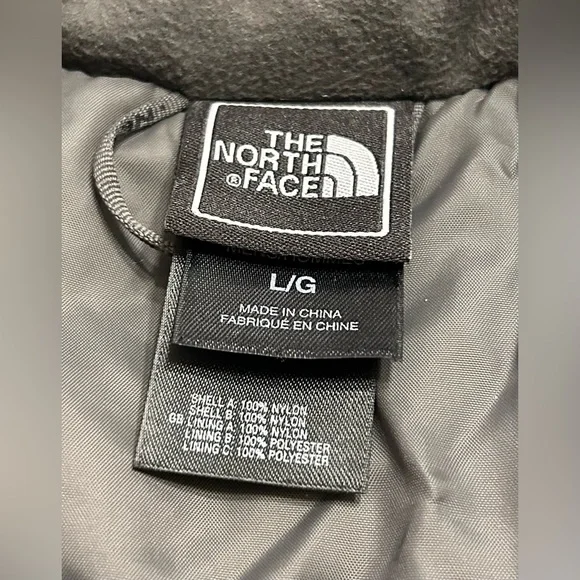 THE
NORTH
®FACE
L/G
MADE IN CHINA
FABRIQUÉ EN CHINE
SHELL A: 100% NYLON
SHELL B: 100% NYLON
GB LINING A: 100% NYLON
LINING B: 100% POLYESTER
LINING C: 100% POLYESTER